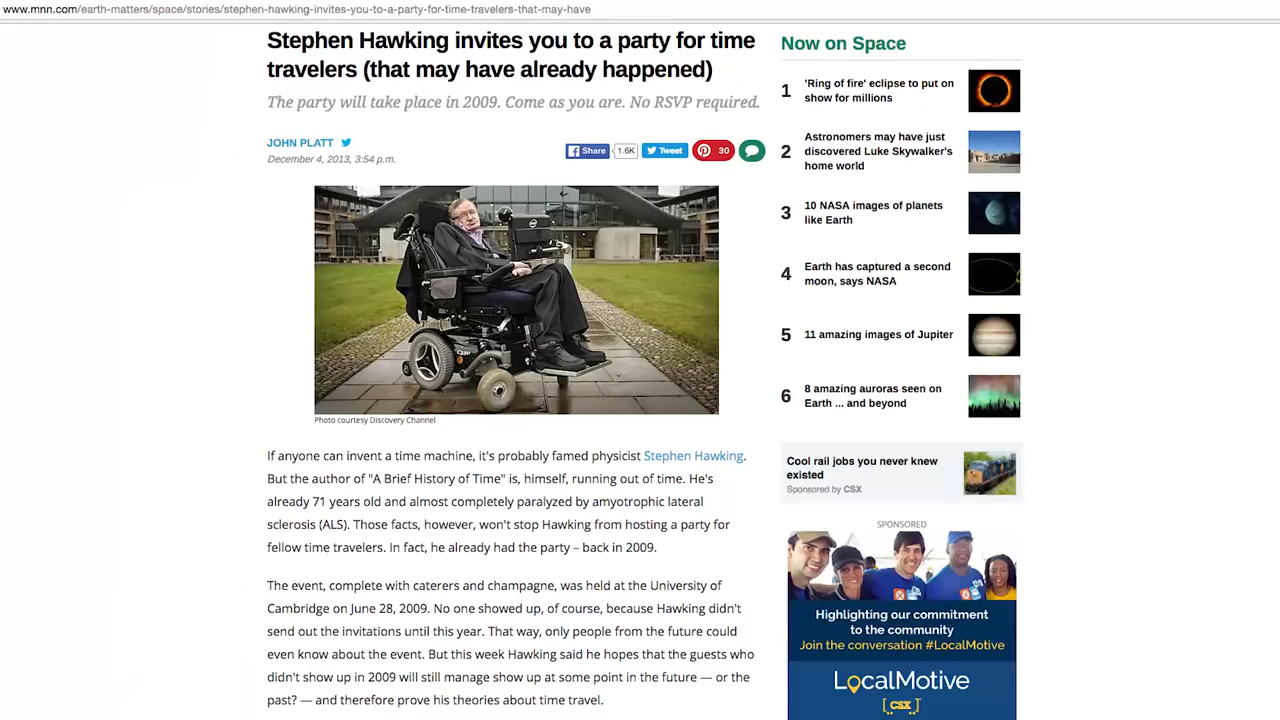 www.mnn.com/earth-matters/space/stories/stephen-hawking-invites-you-to-a-party-for-time-travelers-that-may-have
Stephen Hawking invites you to a party for time
travelers (that may have already happened)
The party will take place in 2009. Come as you are. No RSVP required.
JOHN PLATT
December 4, 2013, 3:54 p.m.
Share 1.6K Tweet 30
Photo courtesy Discovery Channel
If anyone can invent a time machine, it's probably famed physicist Stephen Hawking.
But the author of "A Brief History of Time" is, himself, running out of time. He's
already 71 years old and almost completely paralyzed by amyotrophic lateral
sclerosis (ALS). Those facts, however, won't stop Hawking from hosting a party for
fellow time travelers. In fact, he already had the party – back in 2009.
The event, complete with caterers and champagne, was held at the University of
Cambridge on June 28, 2009. No one showed up, of course, because Hawking didn't
send out the invitations until this year. That way, only people from the future could
even know about the event. But this week Hawking said he hopes that the guests who
didn't show up in 2009 will still manage show up at some point in the future — or the
past? — and therefore prove his theories about time travel.
Now on Space
1 'Ring of fire' eclipse to put on
show for millions
2 Astronomers may have just
discovered Luke Skywalker's
home world
3 10 NASA images of planets
like Earth
4 Earth has captured a second
moon, says NASA
5 11 amazing images of Jupiter
6 8 amazing auroras seen on
Earth ... and beyond
Cool rail jobs you never knew
existed
Sponsored by CSX
SPONSORED
Highlighting our commitment
to the community
Join the conversation #LocalMotive
LocalMotive
[CSX]